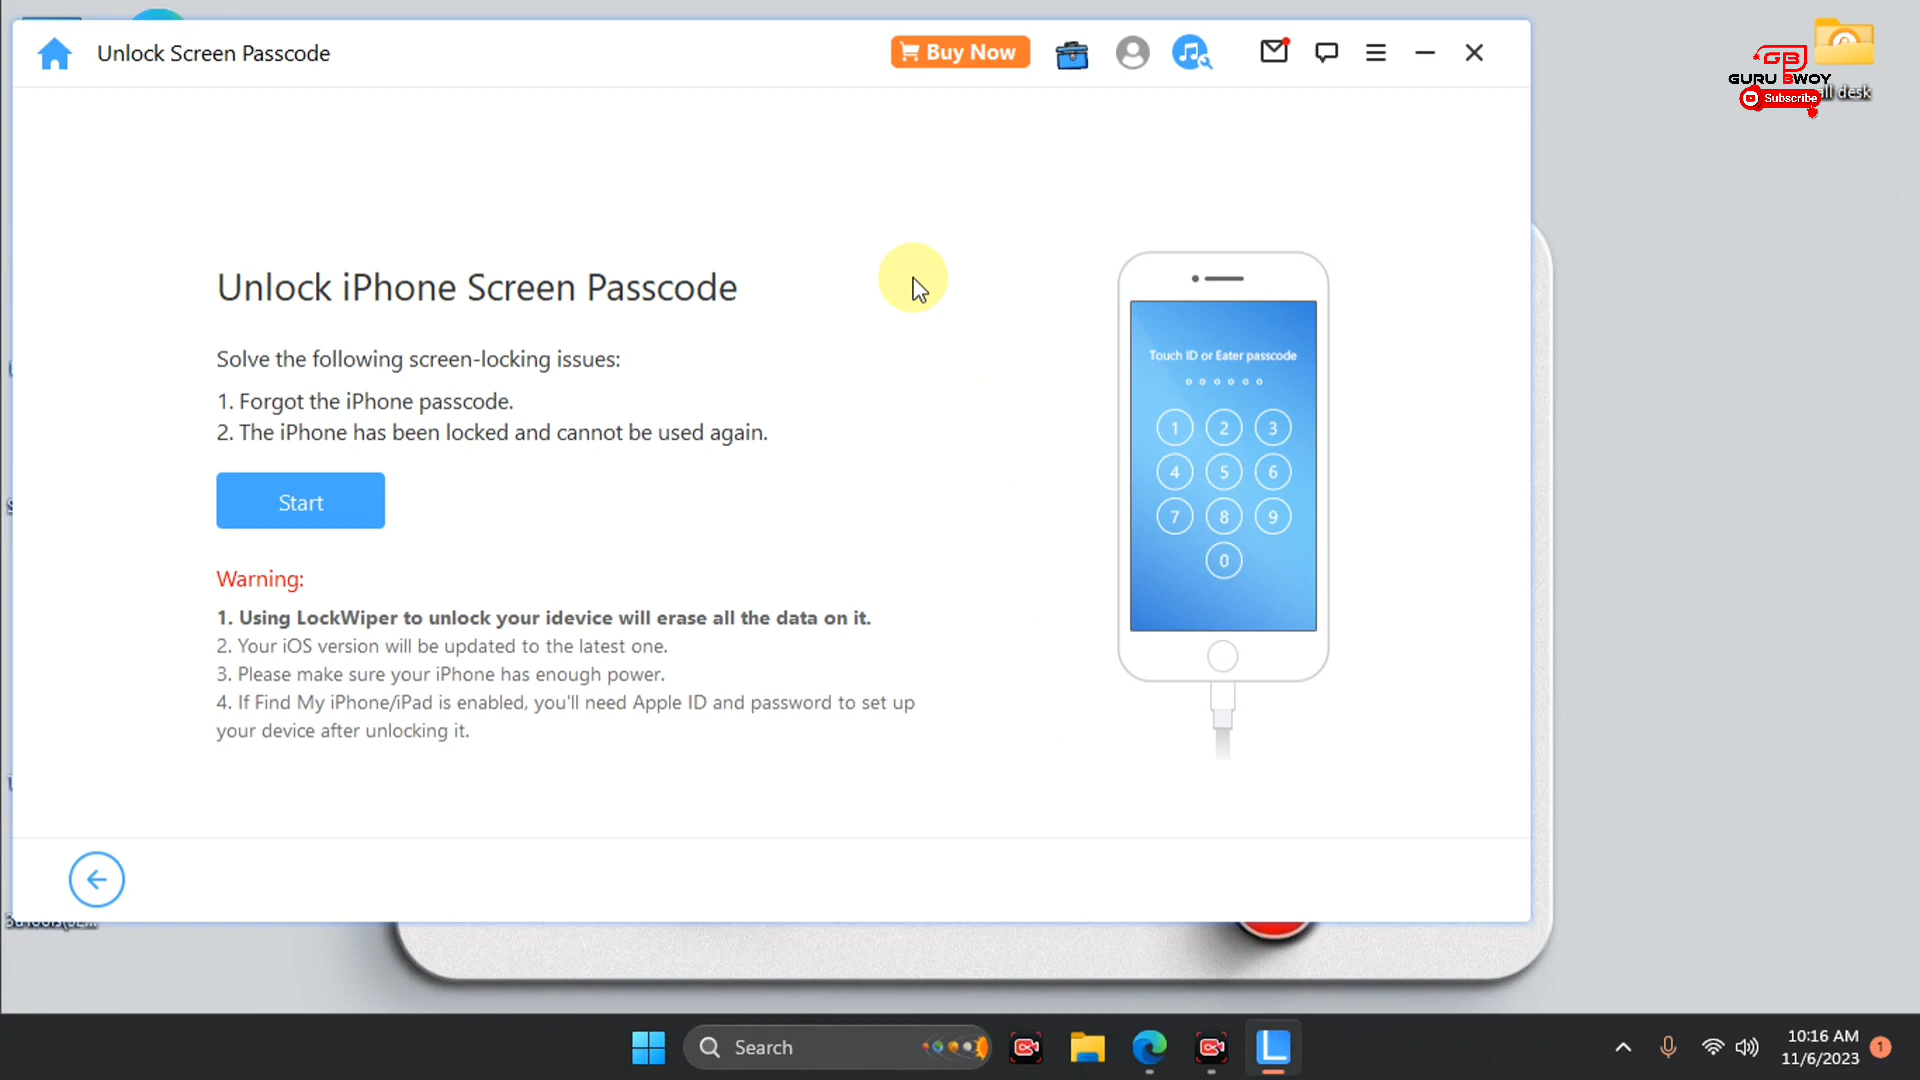 Unlock Screen Passcode
Buy Now
GB
GURU BWOY
Subscribe
all desk
Unlock iPhone Screen Passcode
Solve the following screen-locking issues:
1. Forgot the iPhone passcode.
2. The iPhone has been locked and cannot be used again.
Start
Warning:
1. Using LockWiper to unlock your idevice will erase all the data on it.
2. Your iOS version will be updated to the latest one.
3. Please make sure your iPhone has enough power.
4. If Find My iPhone/iPad is enabled, you'll need Apple ID and password to set up
your device after unlocking it.
Touch ID or Eater passcode
1 2 3
4 5 6
7 8 9
0
Search
10:16 AM
11/6/2023
1